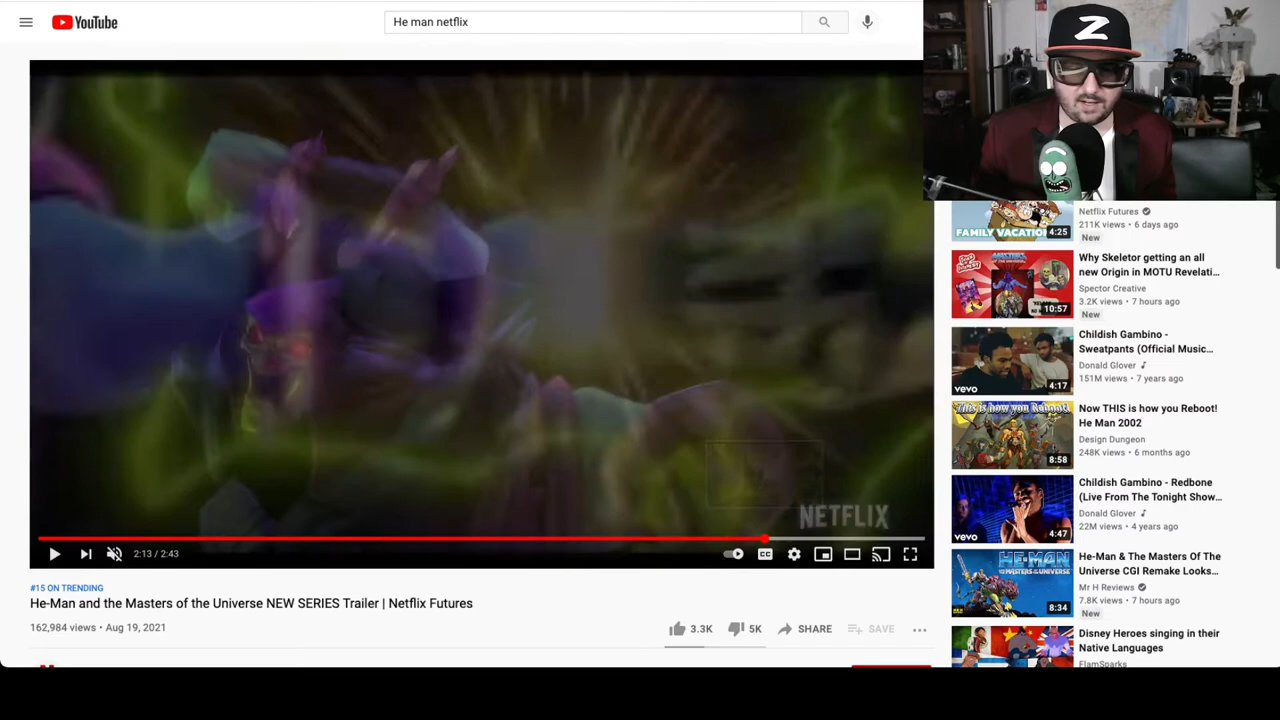 YouTube
He man netflix
Z
NETFLIX
2:13 / 2:43
CC
#15 ON TRENDING
He-Man and the Masters of the Universe NEW SERIES Trailer | Netflix Futures
162,984 views • Aug 19, 2021
3.3K
5K
SHARE
SAVE
FAMILY VACATION
4:25
Netflix Futures
211K views • 6 days ago
New
10:57
Why Skeletor getting an all
new Origin in MOTU Revelati...
Spector Creative
3.2K views • 7 hours ago
New
vevo
4:17
Childish Gambino -
Sweatpants (Official Music...
Donald Glover
151M views • 7 years ago
This is how you Reboot!
8:58
Now THIS is how you Reboot!
He Man 2002
Design Dungeon
248K views • 6 months ago
vevo
4:47
Childish Gambino - Redbone
(Live From The Tonight Show...
Donald Glover
22M views • 4 years ago
HE-MAN
8:34
He-Man & The Masters Of The
Universe CGI Remake Looks...
Mr H Reviews
7.8K views • 7 hours ago
New
Disney Heroes singing in their
Native Languages
FlamSparks